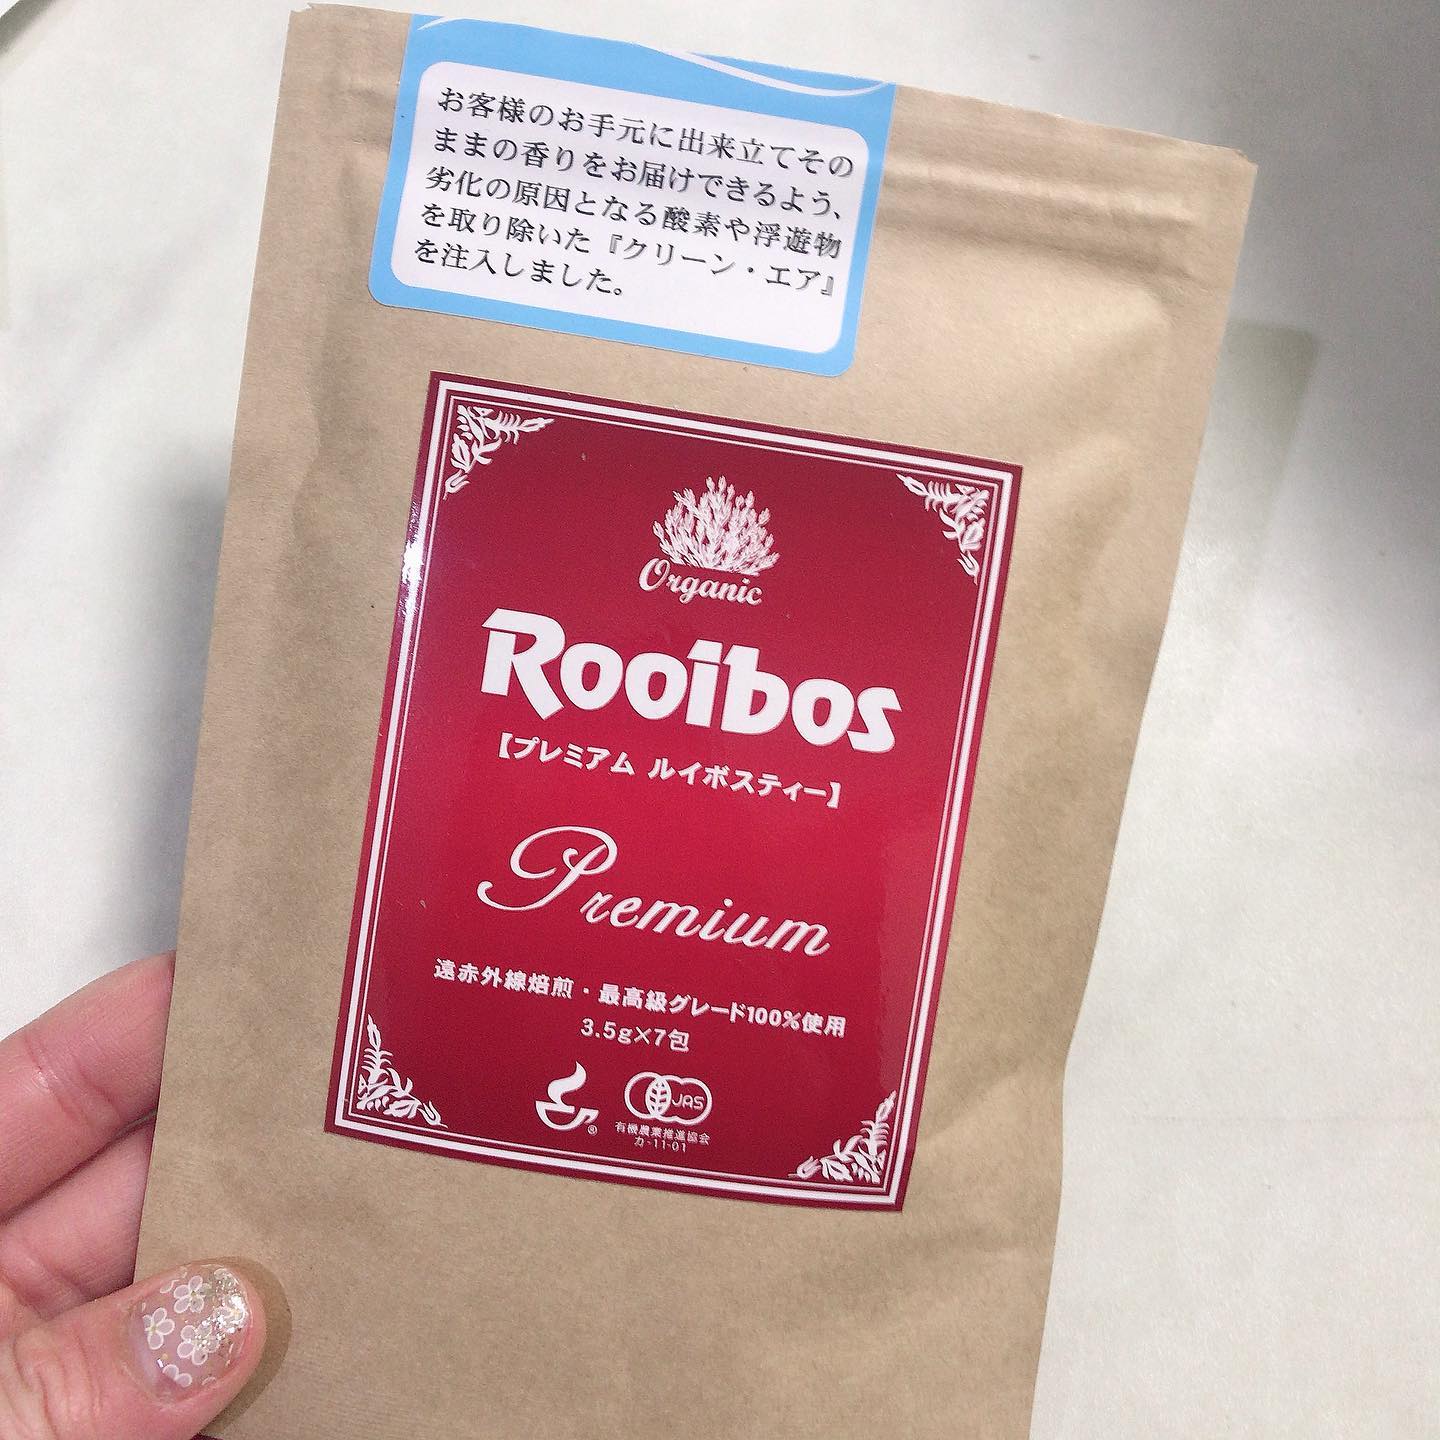 お客様のお手元に出来立てその
ままの香りをお届けできるよう、
劣化の原因となる酸素や浮遊物
を取り除いた『クリーン・エア』
を注入しました。
Organic
Rooibos
【プレミアム ルイボスティー】
Premium
遠赤外線焙煎・最高級グレード100%使用
3.5g×7包
®
JAS
有機農業推進協会
カ-11-01